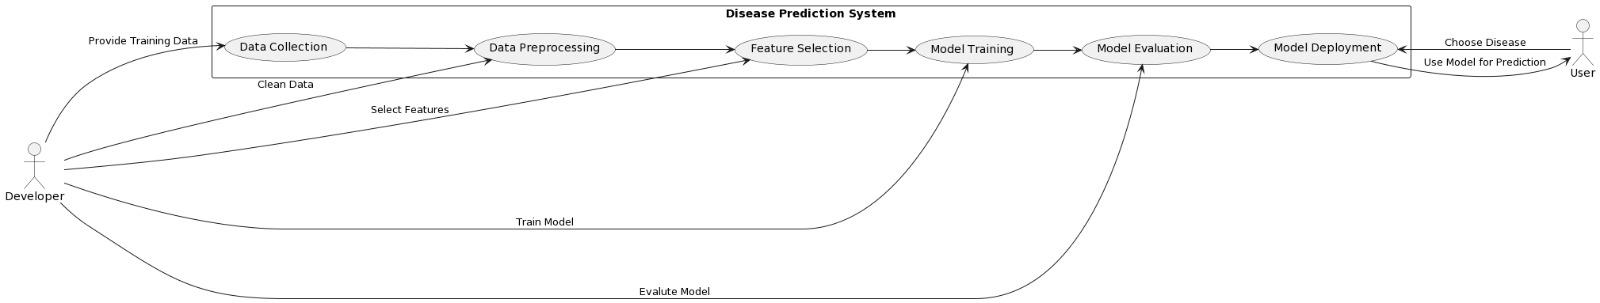 Disease Prediction System
Provide Training Data
Data Collection
Data Preprocessing
Feature Selection
Model Training
Model Evaluation
Model Deployment
Choose Disease
Use Model for Prediction
User
Clean Data
Select Features
Developer
Train Model
Evalute Model